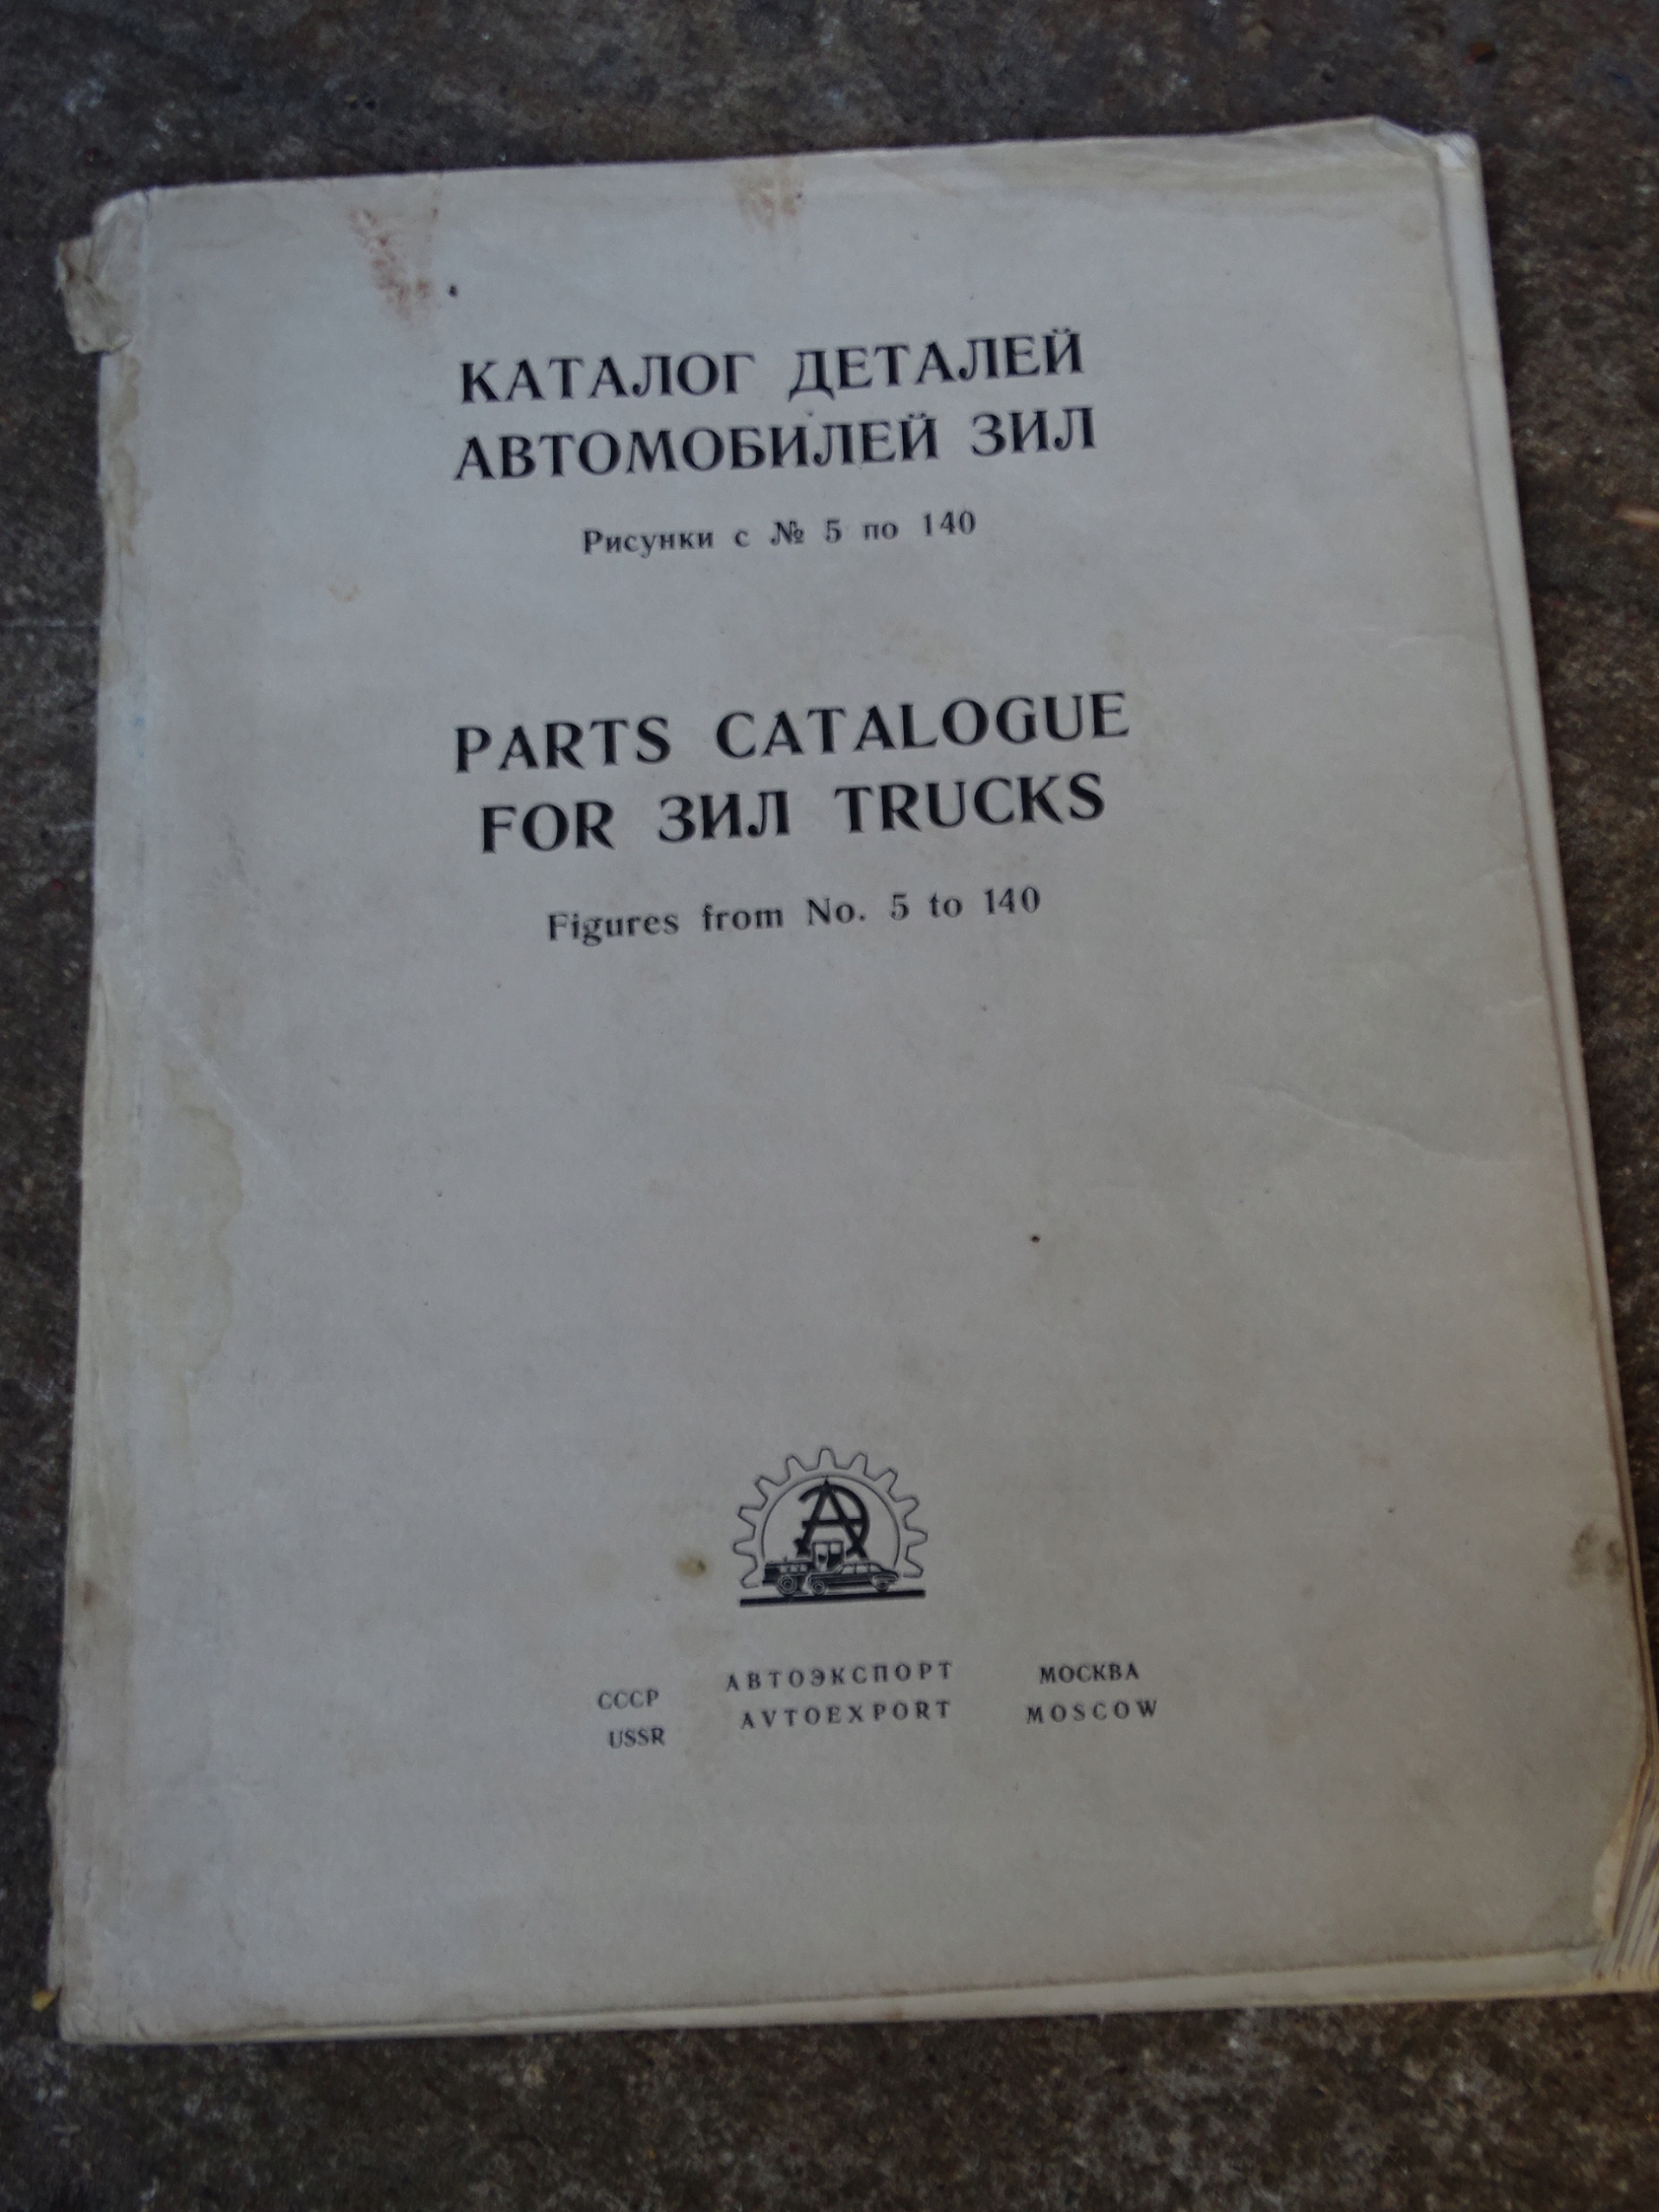 КАТАЛОГ ДЕТАЛЕЙ
АВТОМОБИЛЕЙ ЗИЛ
Рисунки с № 5 по 140
PARTS CATALOGUE
FOR ЗИЛ TRUCKS
Figures from No. 5 to 140
СССР АВТОЭКСПОРТ МОСКВА
USSR AVTOEXPORT MOSCOW